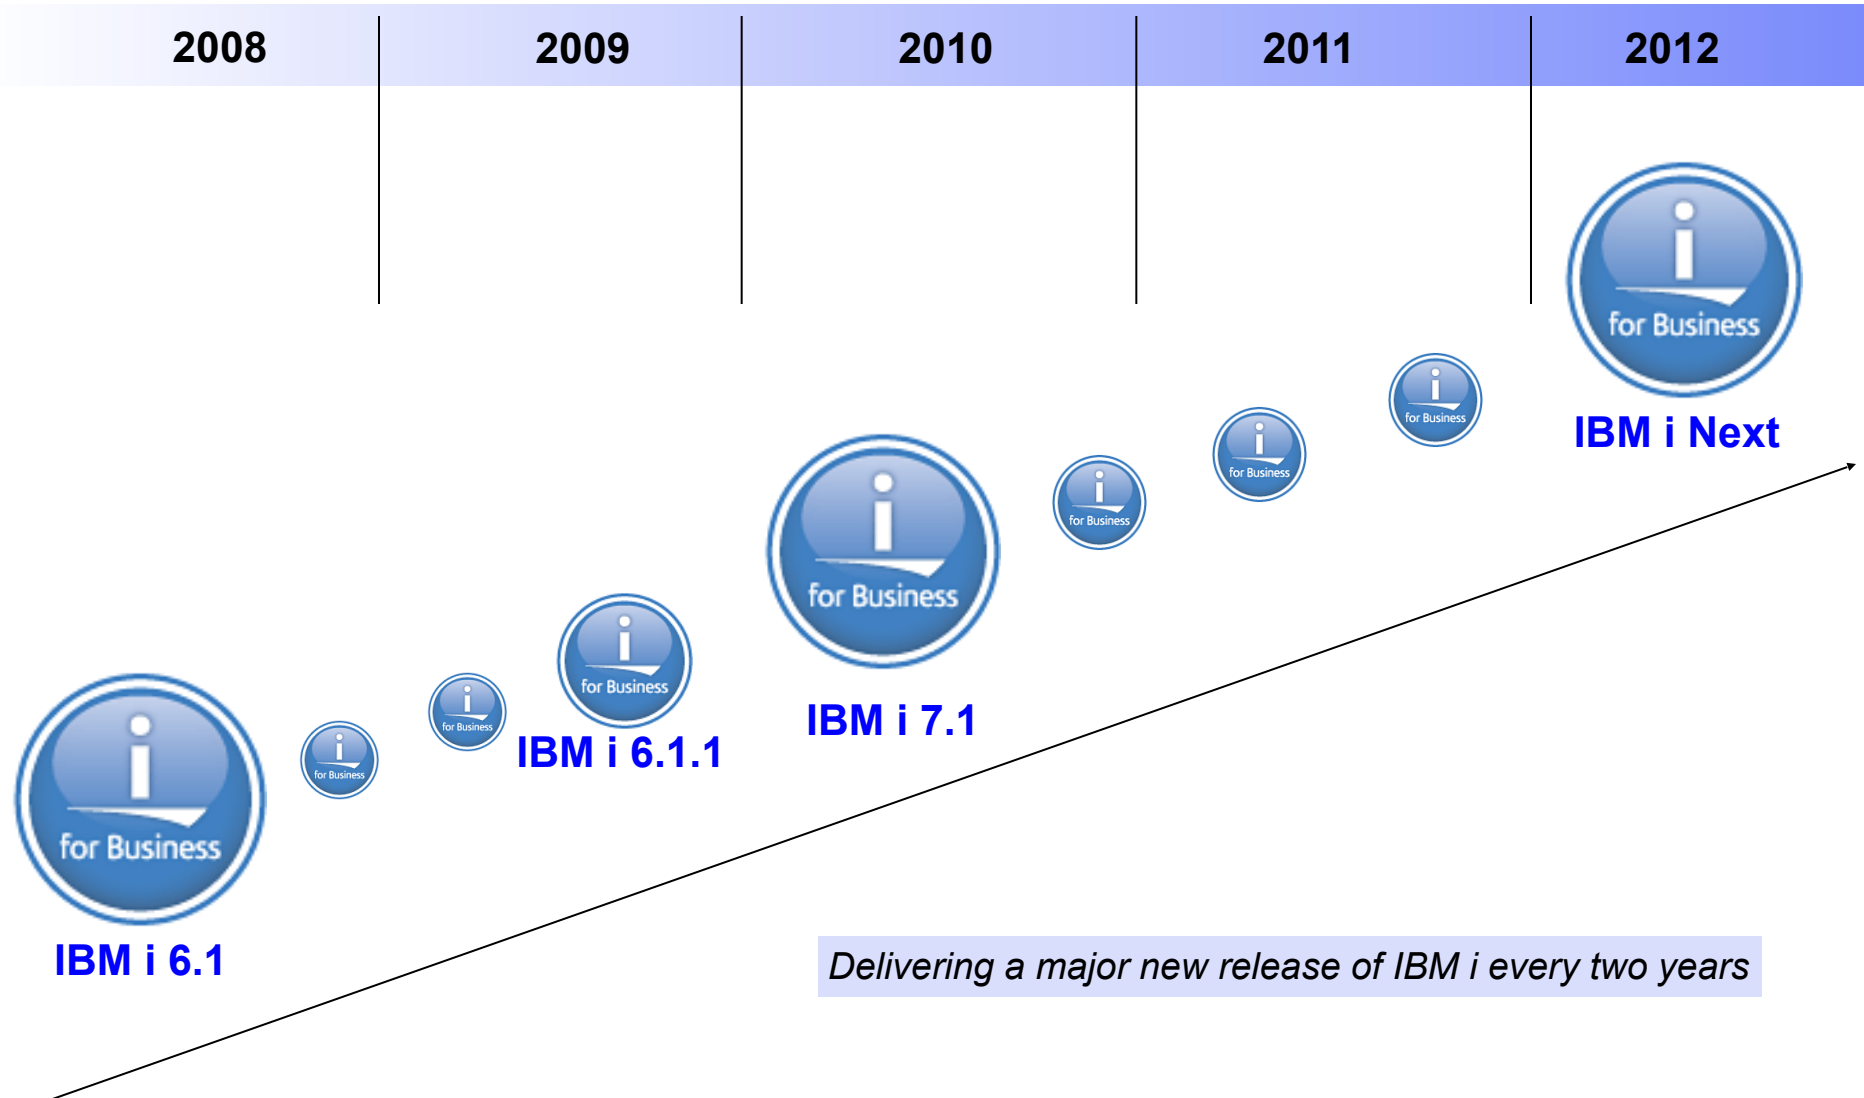 2008 2009 2010 2011 2012
i
for Business
IBM i Next
i
for Business
i
for Business
i
for Business
i
for Business
IBM i 7.1
i
for Business
IBM i 6.1.1
i
for Business
i
for Business
i
for Business
IBM i 6.1
Delivering a major new release of IBM i every two years